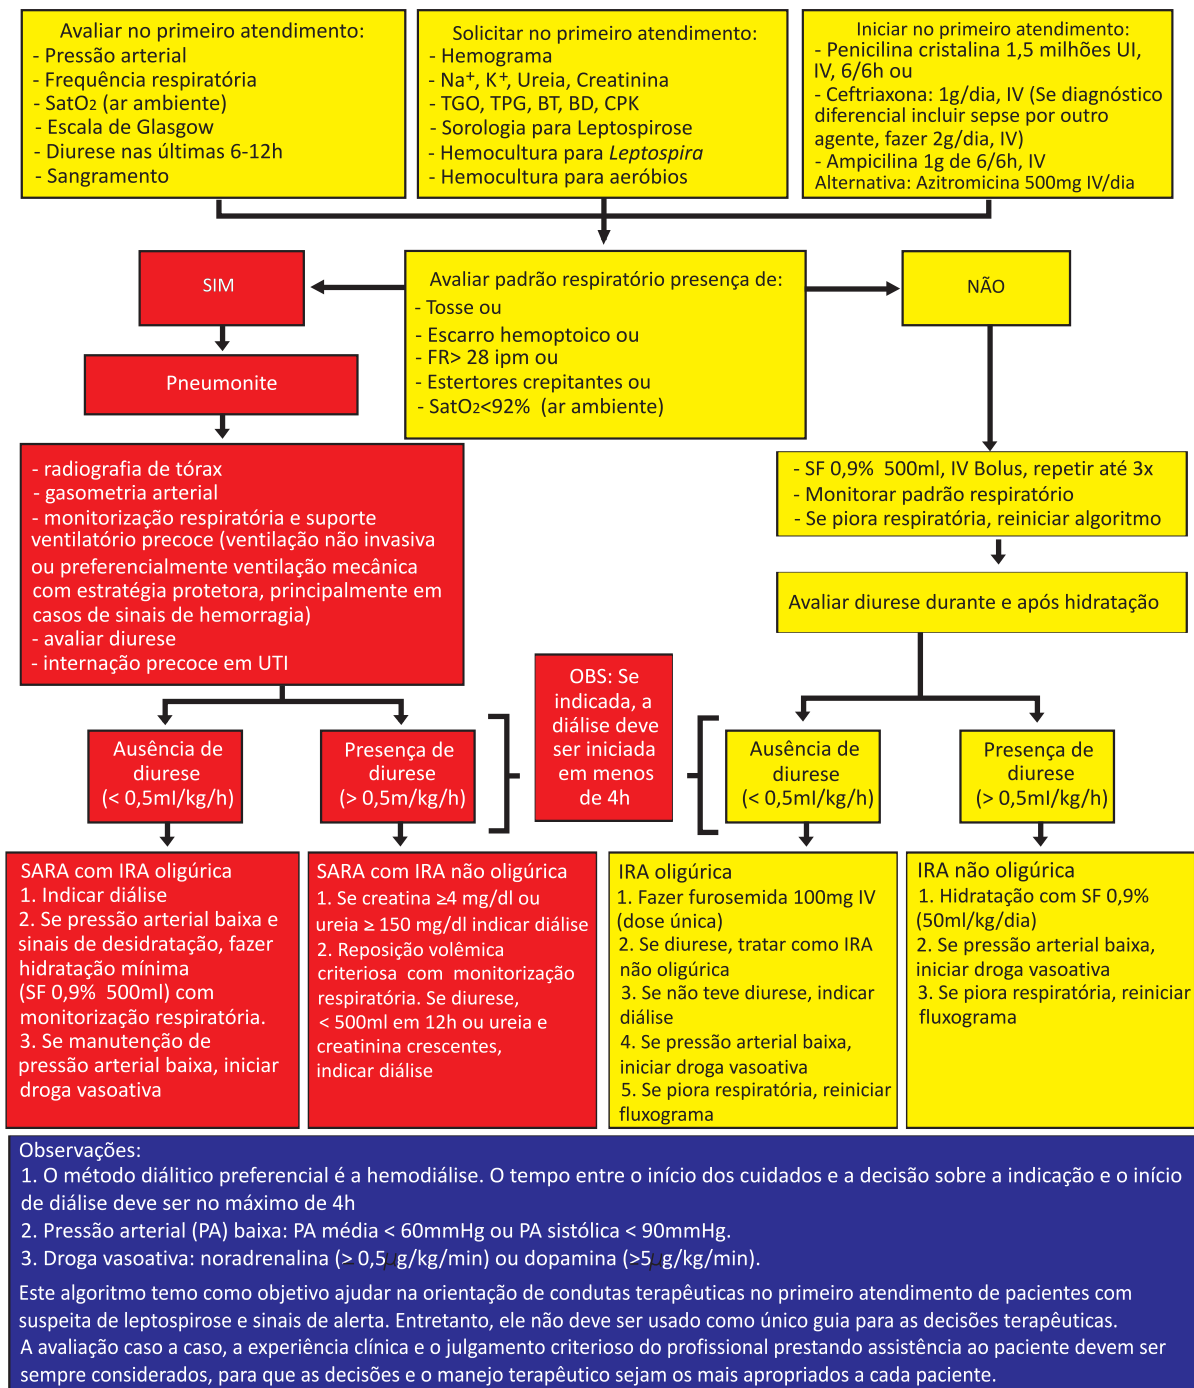 Avaliar no primeiro atendimento:
- Pressão arterial
- Frequência respiratória
- SatO₂ (ar ambiente)
- Escala de Glasgow
- Diurese nas últimas 6-12h
- Sangramento
Solicitar no primeiro atendimento:
- Hemograma
- Na⁺, K⁺, Ureia, Creatinina
- TGO, TPG, BT, BD, CPK
- Sorologia para Leptospirose
- Hemocultura para Leptospira
- Hemocultura para aeróbios
Iniciar no primeiro atendimento:
- Penicilina cristalina 1,5 milhões UI,
IV, 6/6h ou
- Ceftriaxona: 1g/dia, IV (Se diagnóstico
diferencial incluir sepse por outro
agente, fazer 2g/dia, IV)
- Ampicilina 1g de 6/6h, IV
Alternativa: Azitromicina 500mg IV/dia
SIM
Avaliar padrão respiratório presença de:
- Tosse ou
- Escarro hemoptoico ou
- FR> 28 ipm ou
- Estertores crepitantes ou
- SatO₂<92% (ar ambiente)
NÃO
Pneumonite
- radiografia de tórax
- gasometria arterial
- monitorização respiratória e suporte
ventilatório precoce (ventilação não invasiva
ou preferencialmente ventilação mecânica
com estratégia protetora, principalmente em
casos de sinais de hemorragia)
- avaliar diurese
- internação precoce em UTI
- SF 0,9% 500ml, IV Bolus, repetir até 3x
- Monitorar padrão respiratório
- Se piora respiratória, reiniciar algoritmo
Avaliar diurese durante e após hidratação
OBS: Se
indicada, a
diálise deve
ser iniciada
em menos
de 4h
Ausência de
diurese
(< 0,5ml/kg/h)
Presença de
diurese
(> 0,5m/kg/h)
Ausência de
diurese
(< 0,5ml/kg/h)
Presença de
diurese
(> 0,5ml/kg/h)
SARA com IRA oligúrica
1. Indicar diálise
2. Se pressão arterial baixa e
sinais de desidratação, fazer
hidratação mínima
(SF 0,9% 500ml) com
monitorização respiratória.
3. Se manutenção de
pressão arterial baixa, iniciar
droga vasoativa
SARA com IRA não oligúrica
1. Se creatina ≥4 mg/dl ou
ureia ≥ 150 mg/dl indicar diálise
2. Reposição volêmica
criteriosa com monitorização
respiratória. Se diurese,
< 500ml em 12h ou ureia e
creatinina crescentes,
indicar diálise
IRA oligúrica
1. Fazer furosemida 100mg IV
(dose única)
2. Se diurese, tratar como IRA
não oligúrica
3. Se não teve diurese, indicar
diálise
4. Se pressão arterial baixa,
iniciar droga vasoativa
5. Se piora respiratória, reiniciar
fluxograma
IRA não oligúrica
1. Hidratação com SF 0,9%
(50ml/kg/dia)
2. Se pressão arterial baixa,
iniciar droga vasoativa
3. Se piora respiratória, reiniciar
fluxograma
Observações:
1. O método diálitico preferencial é a hemodiálise. O tempo entre o início dos cuidados e a decisão sobre a indicação e o início
de diálise deve ser no máximo de 4h
2. Pressão arterial (PA) baixa: PA média < 60mmHg ou PA sistólica < 90mmHg.
3. Droga vasoativa: noradrenalina (≥ 0,5µg/kg/min) ou dopamina (≥5µg/kg/min).
Este algoritmo temo como objetivo ajudar na orientação de condutas terapêuticas no primeiro atendimento de pacientes com
suspeita de leptospirose e sinais de alerta. Entretanto, ele não deve ser usado como único guia para as decisões terapêuticas.
A avaliação caso a caso, a experiência clínica e o julgamento criterioso do profissional prestando assistência ao paciente devem ser
sempre considerados, para que as decisões e o manejo terapêutico sejam os mais apropriados a cada paciente.